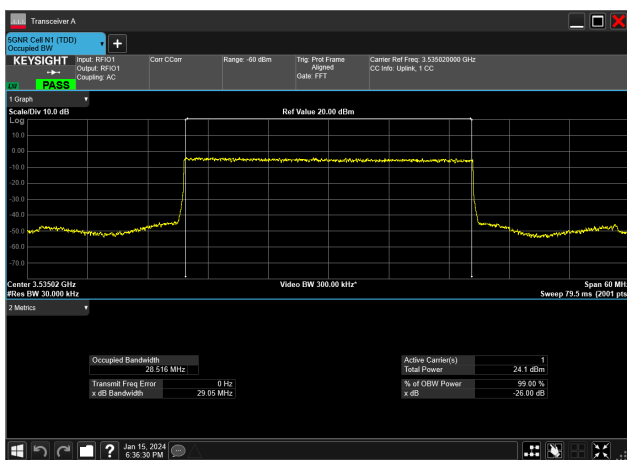 Transceiver A
5GNR Cell N1 (TDD)
Occupied BW
KEYSIGHT
LXI
PASS
Input: RFIO1
Output: RFIO1
Coupling: AC
Corr CCorr
Range: -60 dBm
Trig: Prot Frame
Aligned
Gate: FFT
Carrier Ref Freq: 3.535020000 GHz
CC Info: Uplink, 1 CC
1 Graph
Scale/Div 10.0 dB
Ref Value 20.00 dBm
Log
10.0
0.00
-10.0
-20.0
-30.0
-40.0
-50.0
-60.0
-70.0
Center 3.53502 GHz
Video BW 300.00 kHz*
Span 60 MH
#Res BW 30.000 kHz
Sweep 79.5 ms (2001 pts
2 Metrics
Occupied Bandwidth
28.516 MHz
Active Carrier(s) 1
Total Power 24.1 dBm
Transmit Freq Error 0 Hz
x dB Bandwidth 29.05 MHz
% of OBW Power 99.00 %
x dB -26.00 dB
? Jan 15, 2024
6:36:30 PM